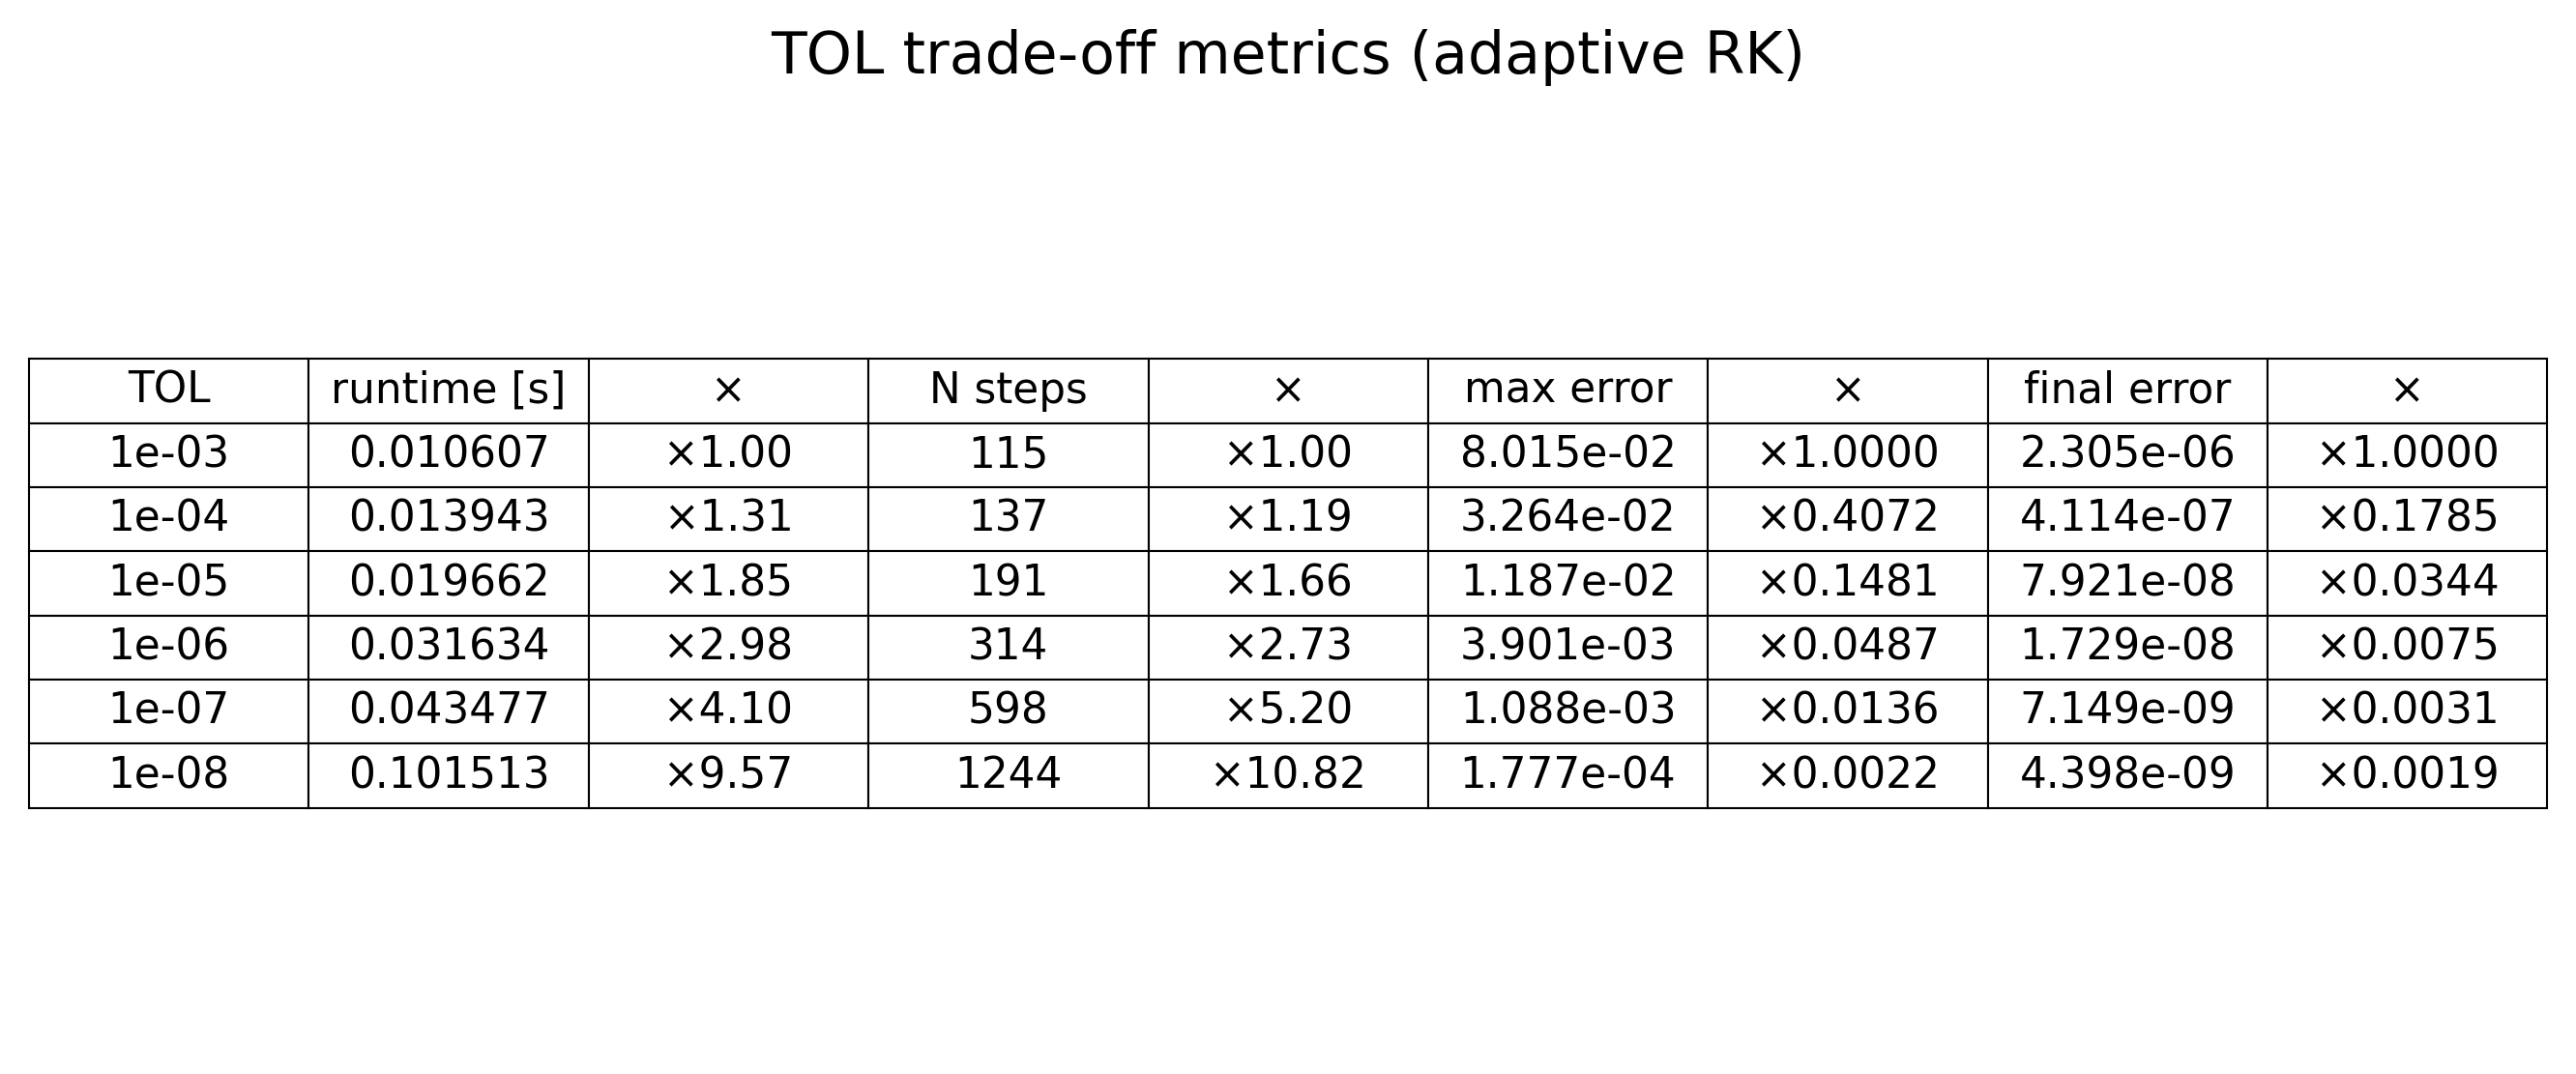 TOL trade-off metrics (adaptive RK)
TOL runtime [s] × N steps × max error × final error ×
1e-03 0.010607 ×1.00 115 ×1.00 8.015e-02 ×1.0000 2.305e-06 ×1.0000
1e-04 0.013943 ×1.31 137 ×1.19 3.264e-02 ×0.4072 4.114e-07 ×0.1785
1e-05 0.019662 ×1.85 191 ×1.66 1.187e-02 ×0.1481 7.921e-08 ×0.0344
1e-06 0.031634 ×2.98 314 ×2.73 3.901e-03 ×0.0487 1.729e-08 ×0.0075
1e-07 0.043477 ×4.10 598 ×5.20 1.088e-03 ×0.0136 7.149e-09 ×0.0031
1e-08 0.101513 ×9.57 1244 ×10.82 1.777e-04 ×0.0022 4.398e-09 ×0.0019